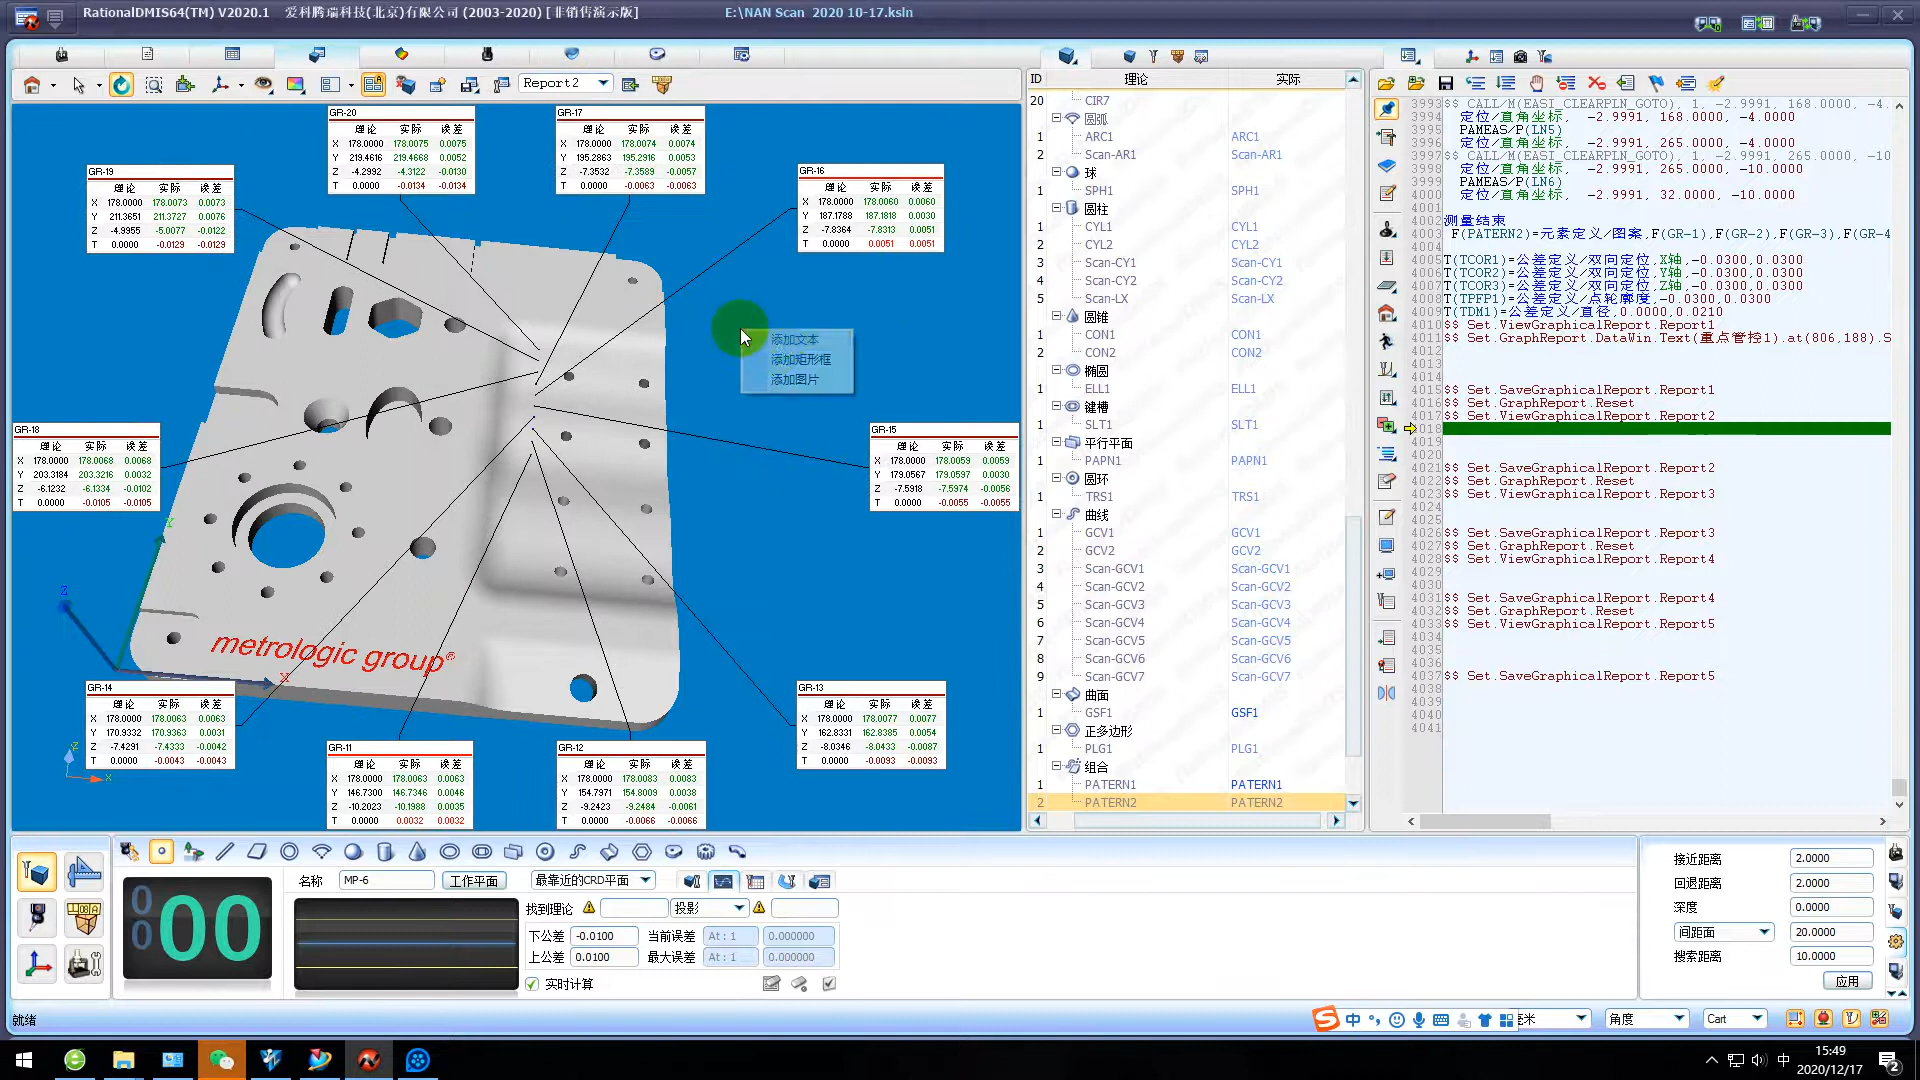 RationalDMIS64(TM) V2020.1 爱科腾瑞科技(北京)有限公司 (2003-2020) [非销售演示版]
E:\NAN Scan 2020 10-17.ksln
Report2
GR-20
理论 实际 误差
X 178.0000 178.0075 0.0075
Y 219.4616 219.4668 0.0052
Z -4.2992 -4.3122 -0.0130
T 0.0000 -0.0134 -0.0134
GR-17
理论 实际 误差
X 178.0000 178.0074 0.0074
Y 195.2863 195.2916 0.0053
Z -7.3532 -7.3589 -0.0057
T 0.0000 -0.0063 -0.0063
GR-19
理论 实际 误差
X 178.0000 178.0073 0.0073
Y 211.3651 211.3727 0.0076
Z -4.9955 -5.0077 -0.0122
T 0.0000 -0.0129 -0.0129
GR-16
理论 实际 误差
X 178.0000 178.0060 0.0060
Y 187.1788 187.1818 0.0030
Z -7.8364 -7.8313 0.0051
T 0.0000 0.0051 0.0051
添加文本
添加矩形框
添加图片
GR-18
理论 实际 误差
X 178.0000 178.0068 0.0068
Y 203.3184 203.3216 0.0032
Z -6.1232 -6.1334 -0.0102
T 0.0000 -0.0105 -0.0105
GR-15
理论 实际 误差
X 178.0000 178.0059 0.0059
Y 179.0567 179.0597 0.0030
Z -7.5918 -7.5974 -0.0056
T 0.0000 -0.0055 -0.0055
metrologic group®
Y
Z
X
GR-14
理论 实际 误差
X 178.0000 178.0063 0.0063
Y 170.9332 170.9363 0.0031
Z -7.4291 -7.4333 -0.0042
T 0.0000 -0.0043 -0.0043
GR-13
理论 实际 误差
X 178.0000 178.0077 0.0077
Y 162.8331 162.8385 0.0054
Z -8.0346 -8.0433 -0.0087
T 0.0000 -0.0093 -0.0093
GR-11
理论 实际 误差
X 178.0000 178.0063 0.0063
Y 146.7300 146.7346 0.0046
Z -10.2023 -10.1988 0.0035
T 0.0000 0.0032 0.0032
GR-12
理论 实际 误差
X 178.0000 178.0083 0.0083
Y 154.7971 154.8009 0.0038
Z -9.2423 -9.2484 -0.0061
T 0.0000 -0.0066 -0.0066
ID 理论 实际
20 CIR7
圆弧
1 ARC1 ARC1
2 Scan-AR1 Scan-AR1
球
1 SPH1 SPH1
圆柱
1 CYL1 CYL1
2 CYL2 CYL2
3 Scan-CY1 Scan-CY1
4 Scan-CY2 Scan-CY2
5 Scan-LX Scan-LX
圆锥
1 CON1 CON1
2 CON2 CON2
椭圆
1 ELL1 ELL1
键槽
1 SLT1 SLT1
平行平面
1 PAPN1 PAPN1
圆环
1 TRS1 TRS1
曲线
1 GCV1 GCV1
2 GCV2 GCV2
3 Scan-GCV1 Scan-GCV1
4 Scan-GCV2 Scan-GCV2
5 Scan-GCV3 Scan-GCV3
6 Scan-GCV4 Scan-GCV4
7 Scan-GCV5 Scan-GCV5
8 Scan-GCV6 Scan-GCV6
9 Scan-GCV7 Scan-GCV7
曲面
1 GSF1 GSF1
正多边形
1 PLG1 PLG1
组合
1 PATERN1 PATERN1
2 PATERN2 PATERN2
3993 $$ CALL/M(EASI_CLEARPLN_GOTO), 1, -2.9991, 168.0000, -4.
3994 定位/直角坐标, -2.9991, 168.0000, -4.0000
3995 PAMEAS/P(LN5)
3996 定位/直角坐标, -2.9991, 265.0000, -4.0000
3997 $$ CALL/M(EASI_CLEARPLN_GOTO), 1, -2.9991, 265.0000, -10
3998 定位/直角坐标, -2.9991, 265.0000, -10.0000
3999 PAMEAS/P(LN6)
4000 定位/直角坐标, -2.9991, 32.0000, -10.0000
4001
4002 测量结束
4003 F(PATERN2)=元素定义/图案,F(GR-1),F(GR-2),F(GR-3),F(GR-4
4004
4005 T(TCOR1)=公差定义/双向定位,X轴,-0.0300,0.0300
4006 T(TCOR2)=公差定义/双向定位,Y轴,-0.0300,0.0300
4007 T(TCOR3)=公差定义/双向定位,Z轴,-0.0300,0.0300
4008 T(TPFP1)=公差定义/点轮廓度,-0.0300,0.0300
4009 T(TDM1)=公差定义/直径,0.0000,0.0210
4010 $$ Set.ViewGraphicalReport.Report1
4011 $$ Set.GraphReport.DataWin.Text(重点管控1).at(806,188).S
4012
4013
4014
4015 $$ Set.SaveGraphicalReport.Report1
4016 $$ Set.GraphReport.Reset
4017 $$ Set.ViewGraphicalReport.Report2
4018
4019
4020
4021 $$ Set.SaveGraphicalReport.Report2
4022 $$ Set.GraphReport.Reset
4023 $$ Set.ViewGraphicalReport.Report3
4024
4025
4026 $$ Set.SaveGraphicalReport.Report3
4027 $$ Set.GraphReport.Reset
4028 $$ Set.ViewGraphicalReport.Report4
4029
4030
4031 $$ Set.SaveGraphicalReport.Report4
4032 $$ Set.GraphReport.Reset
4033 $$ Set.ViewGraphicalReport.Report5
4034
4035
4036
4037 $$ Set.SaveGraphicalReport.Report5
4038
4039
4040
4041
00
00
名称 MP-6 工作平面 最靠近的CRD平面
找到理论 投影
下公差 -0.0100 当前误差 At : 1 0.000000
上公差 0.0100 最大误差 At : 1 0.000000
实时计算
接近距离 2.0000
回退距离 2.0000
深度 0.0000
间距面 20.0000
搜索距离 10.0000
应用
就绪
中
毫米 角度 Cart
15:49
中
2020/12/17
2